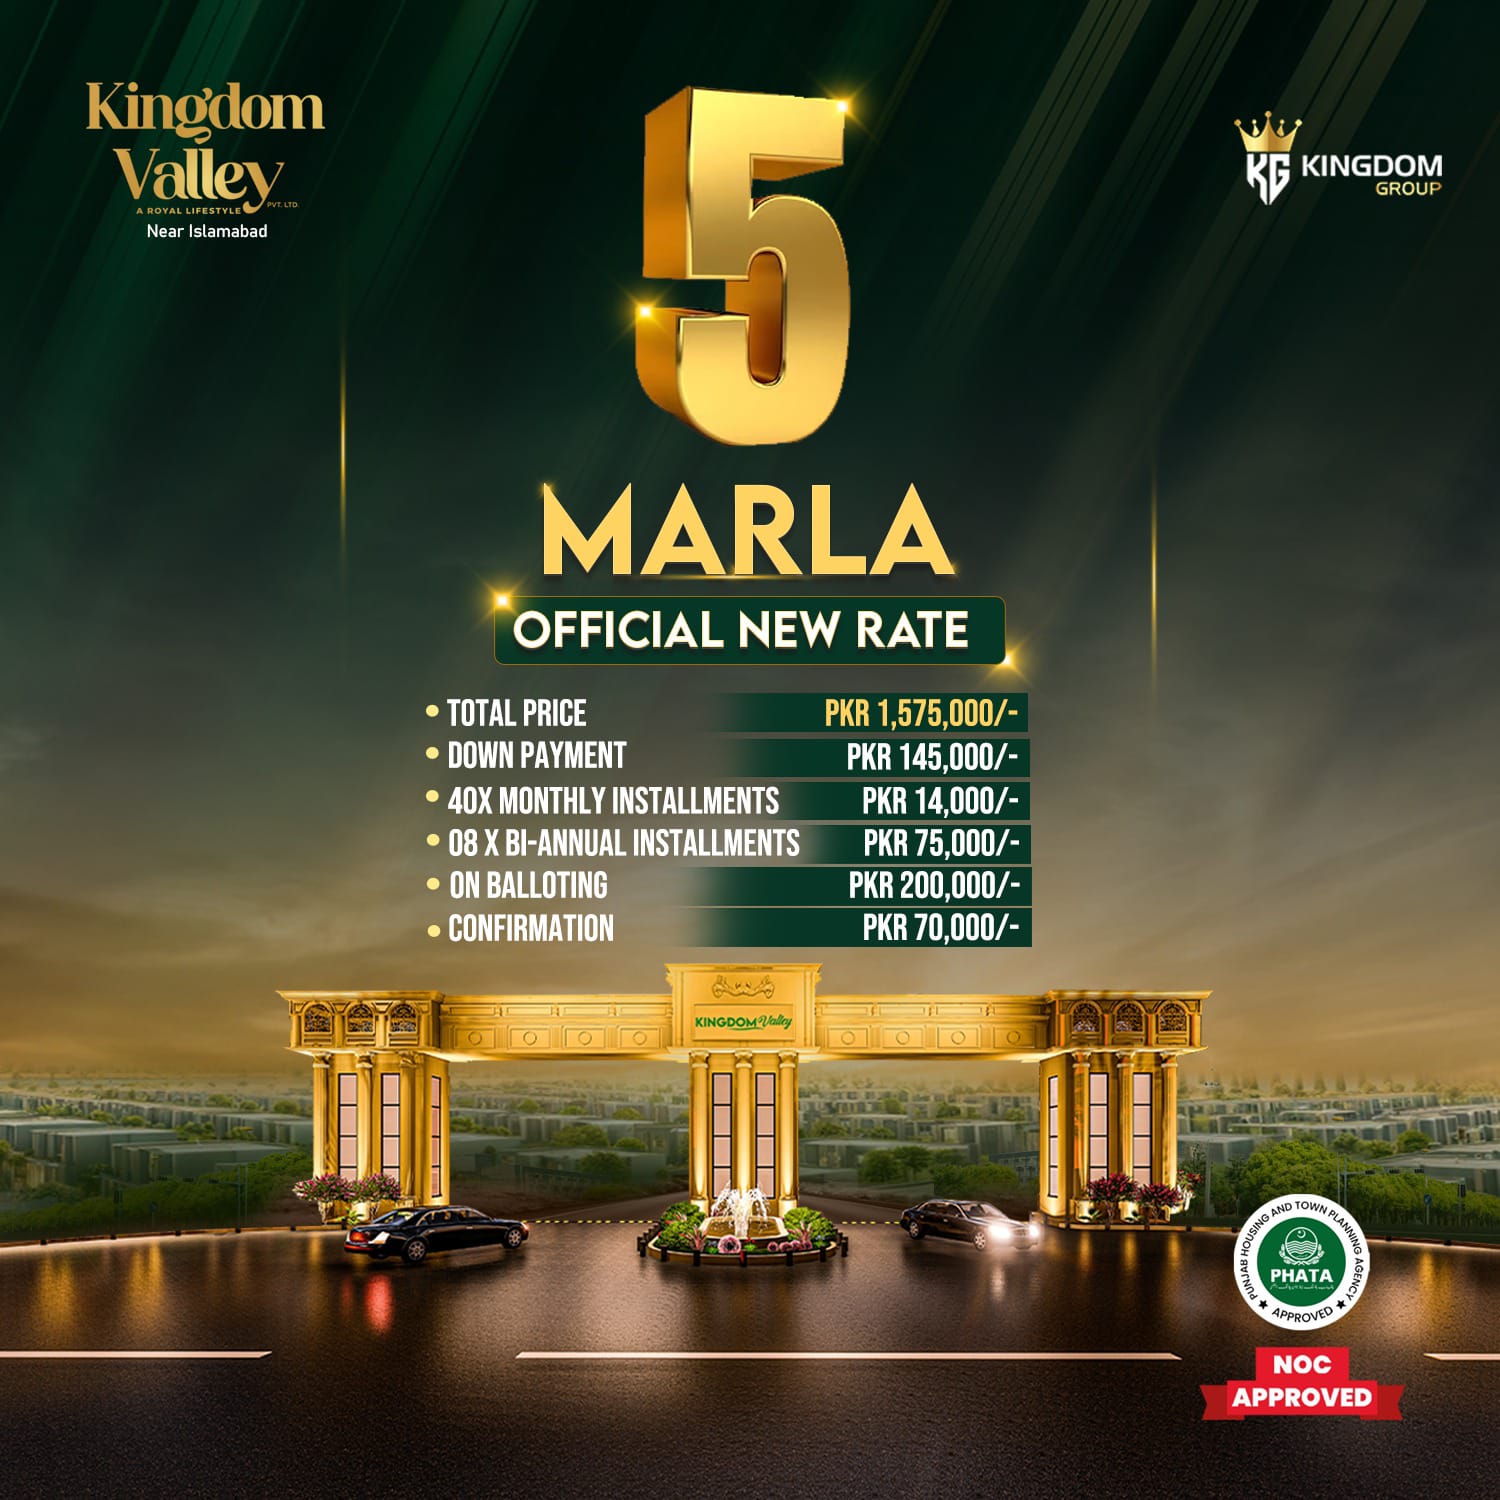 Kingdom
Valley
A ROYAL LIFESTYLE PVT. LTD.
Near Islamabad
KG KINGDOM
GROUP
5
MARLA
OFFICIAL NEW RATE
• TOTAL PRICE PKR 1,575,000/-
• DOWN PAYMENT PKR 145,000/-
• 40X MONTHLY INSTALLMENTS PKR 14,000/-
• 08 X BI-ANNUAL INSTALLMENTS PKR 75,000/-
• ON BALLOTING PKR 200,000/-
• CONFIRMATION PKR 70,000/-
KINGDOM Valley
PUNJAB HOUSING AND TOWN PLANNING AGENCY
PHATA
★ APPROVED ★
NOC
APPROVED